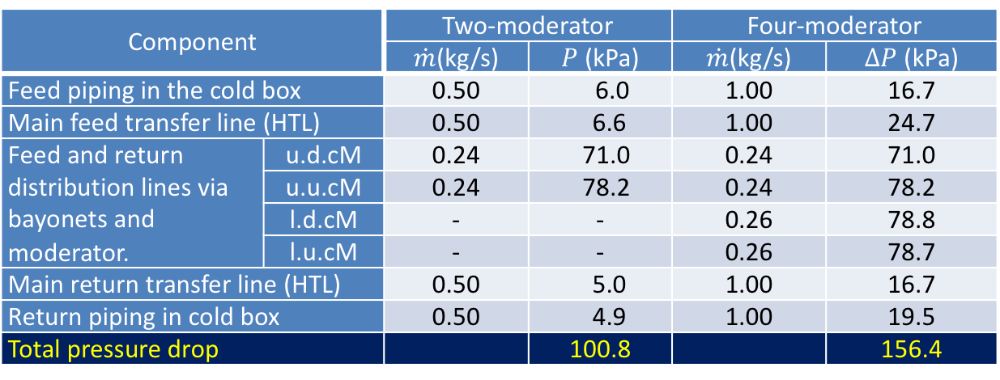 Component Two-moderator Four-moderator
ṁ(kg/s) P (kPa) ṁ(kg/s) ΔP (kPa)
Feed piping in the cold box 0.50 6.0 1.00 16.7
Main feed transfer line (HTL) 0.50 6.6 1.00 24.7
Feed and return u.d.cM 0.24 71.0 0.24 71.0
distribution lines via u.u.cM 0.24 78.2 0.24 78.2
bayonets and l.d.cM - - 0.26 78.8
moderator. l.u.cM - - 0.26 78.7
Main return transfer line (HTL) 0.50 5.0 1.00 16.7
Return piping in cold box 0.50 4.9 1.00 19.5
Total pressure drop 100.8 156.4